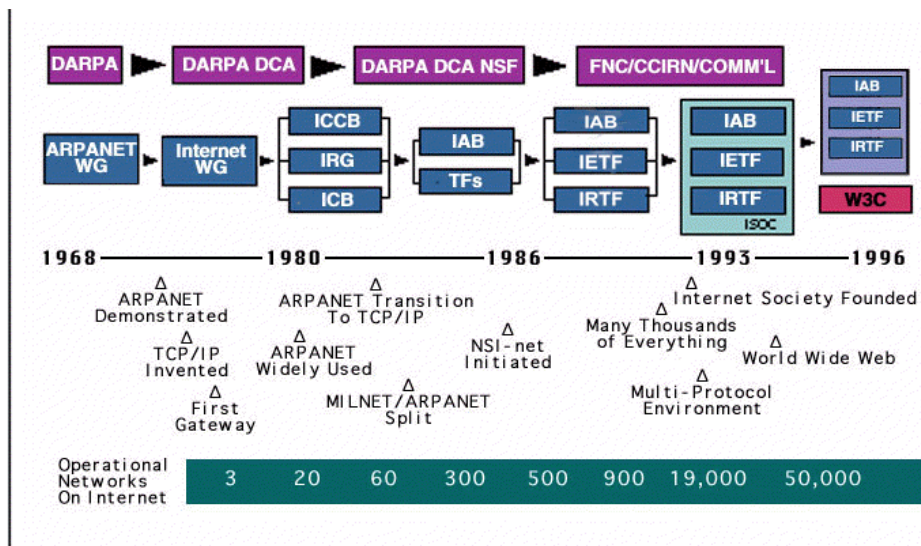 DARPA
DARPA DCA
DARPA DCA NSF
FNC/CCIRN/COMM'L
ARPANET
WG
Internet
WG
ICCB
IRG
ICB
IAB
TFs
IAB
IETF
IRTF
IAB
IETF
IRTF
ISOC
IAB
IETF
IRTF
W3C
1968
1980
1986
1993
1996
ARPANET
Demonstrated
ARPANET Transition
To TCP/IP
Internet Society Founded
TCP/IP
Invented
ARPANET
Widely Used
NSI-net
Initiated
Many Thousands
of Everything
World Wide Web
First
Gateway
MILNET/ARPANET
Split
Multi-Protocol
Environment
Operational
Networks
On Internet
3 20 60 300 500 900 19,000 50,000